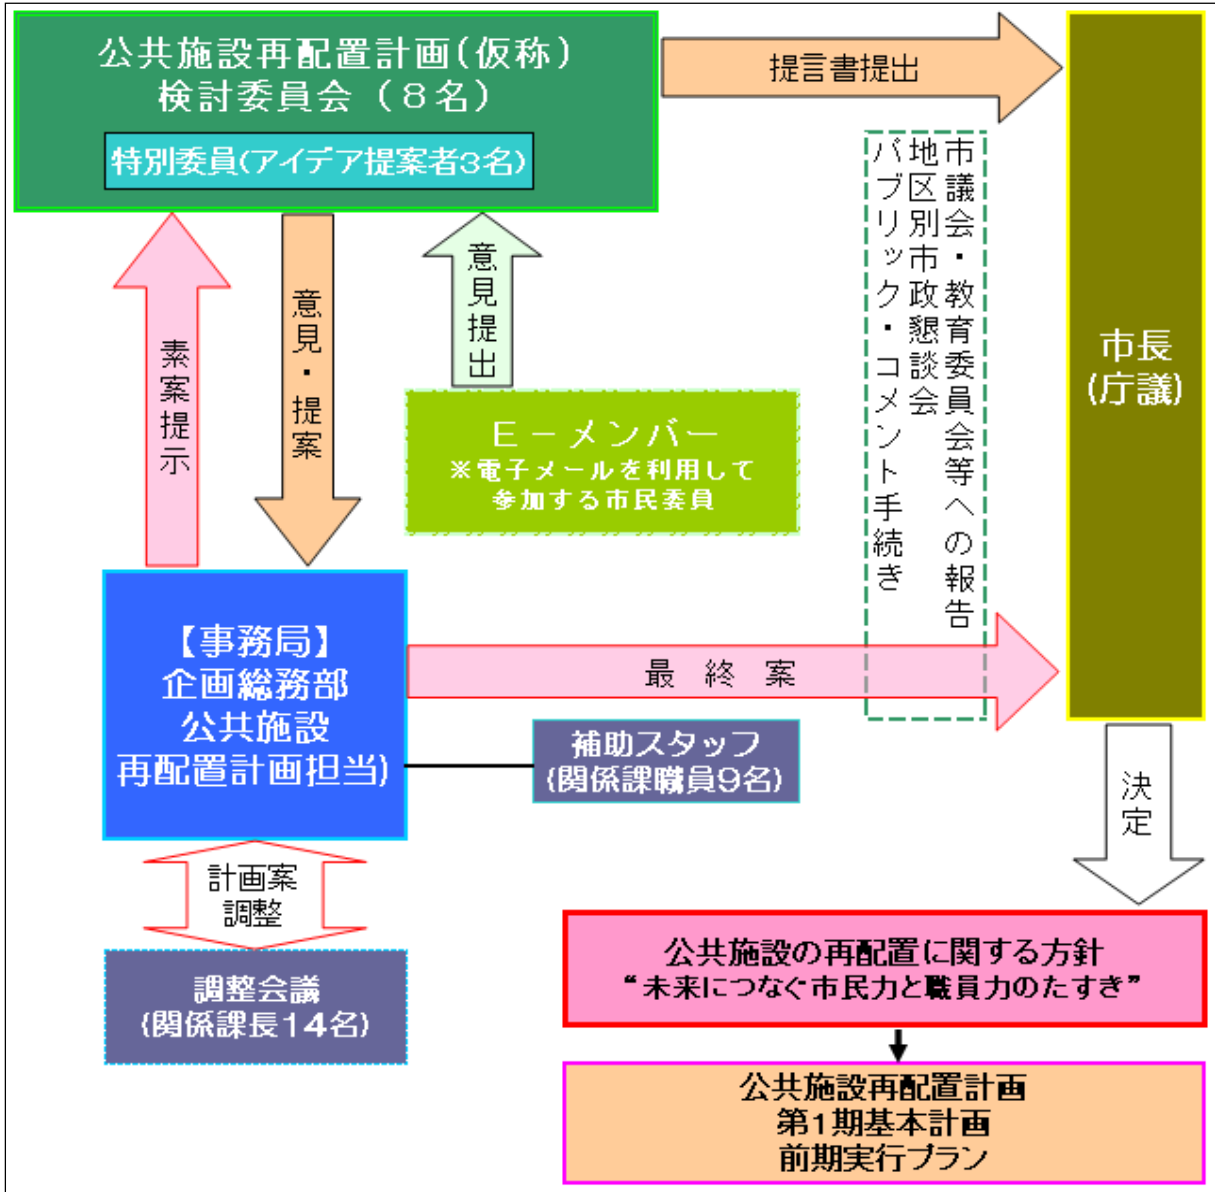 公共施設再配置計画(仮称)
検討委員会(８名)
特別委員(アイデア提案者3名)
提言書提出
市議会・教育委員会等への報告
地区別市政懇談会
パブリック・コメント手続き
市長
(庁議)
素案提示
意見・提案
意見提出
Ｅ－メンバー
※電子メールを利用して
参加する市民委員
【事務局】
企画総務部
公共施設
再配置計画担当)
最終案
補助スタッフ
(関係課職員9名)
決定
計画案
調整
調整会議
(関係課長14名)
公共施設の再配置に関する方針
“未来につなぐ市民力と職員力のたすき”
公共施設再配置計画
第1期基本計画
前期実行プラン